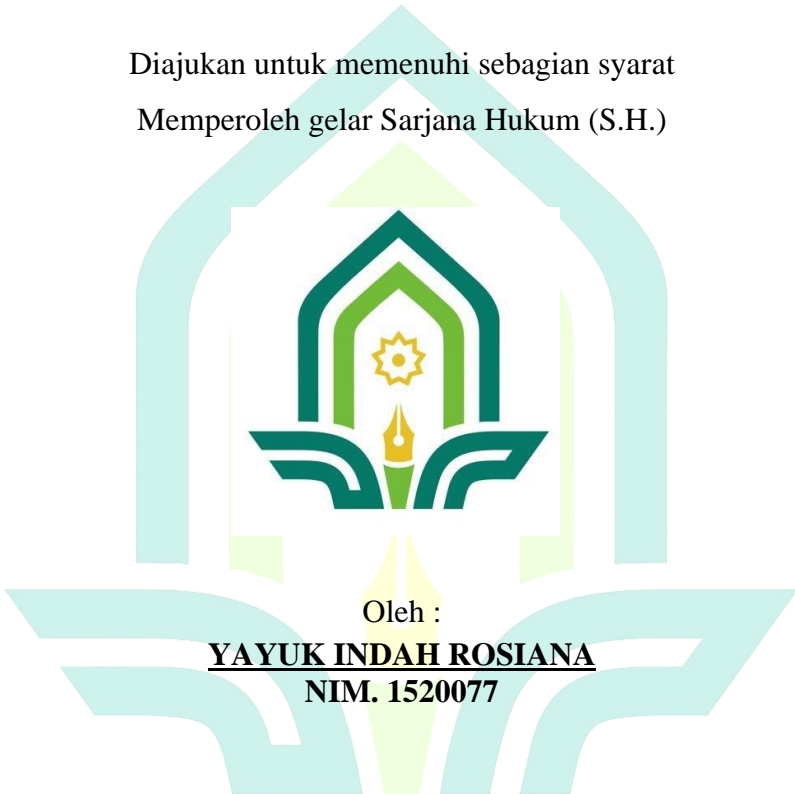 Diajukan untuk memenuhi sebagian syarat
Memperoleh gelar Sarjana Hukum (S.H.)
Oleh :
YAYUK INDAH ROSIANA
NIM. 1520077